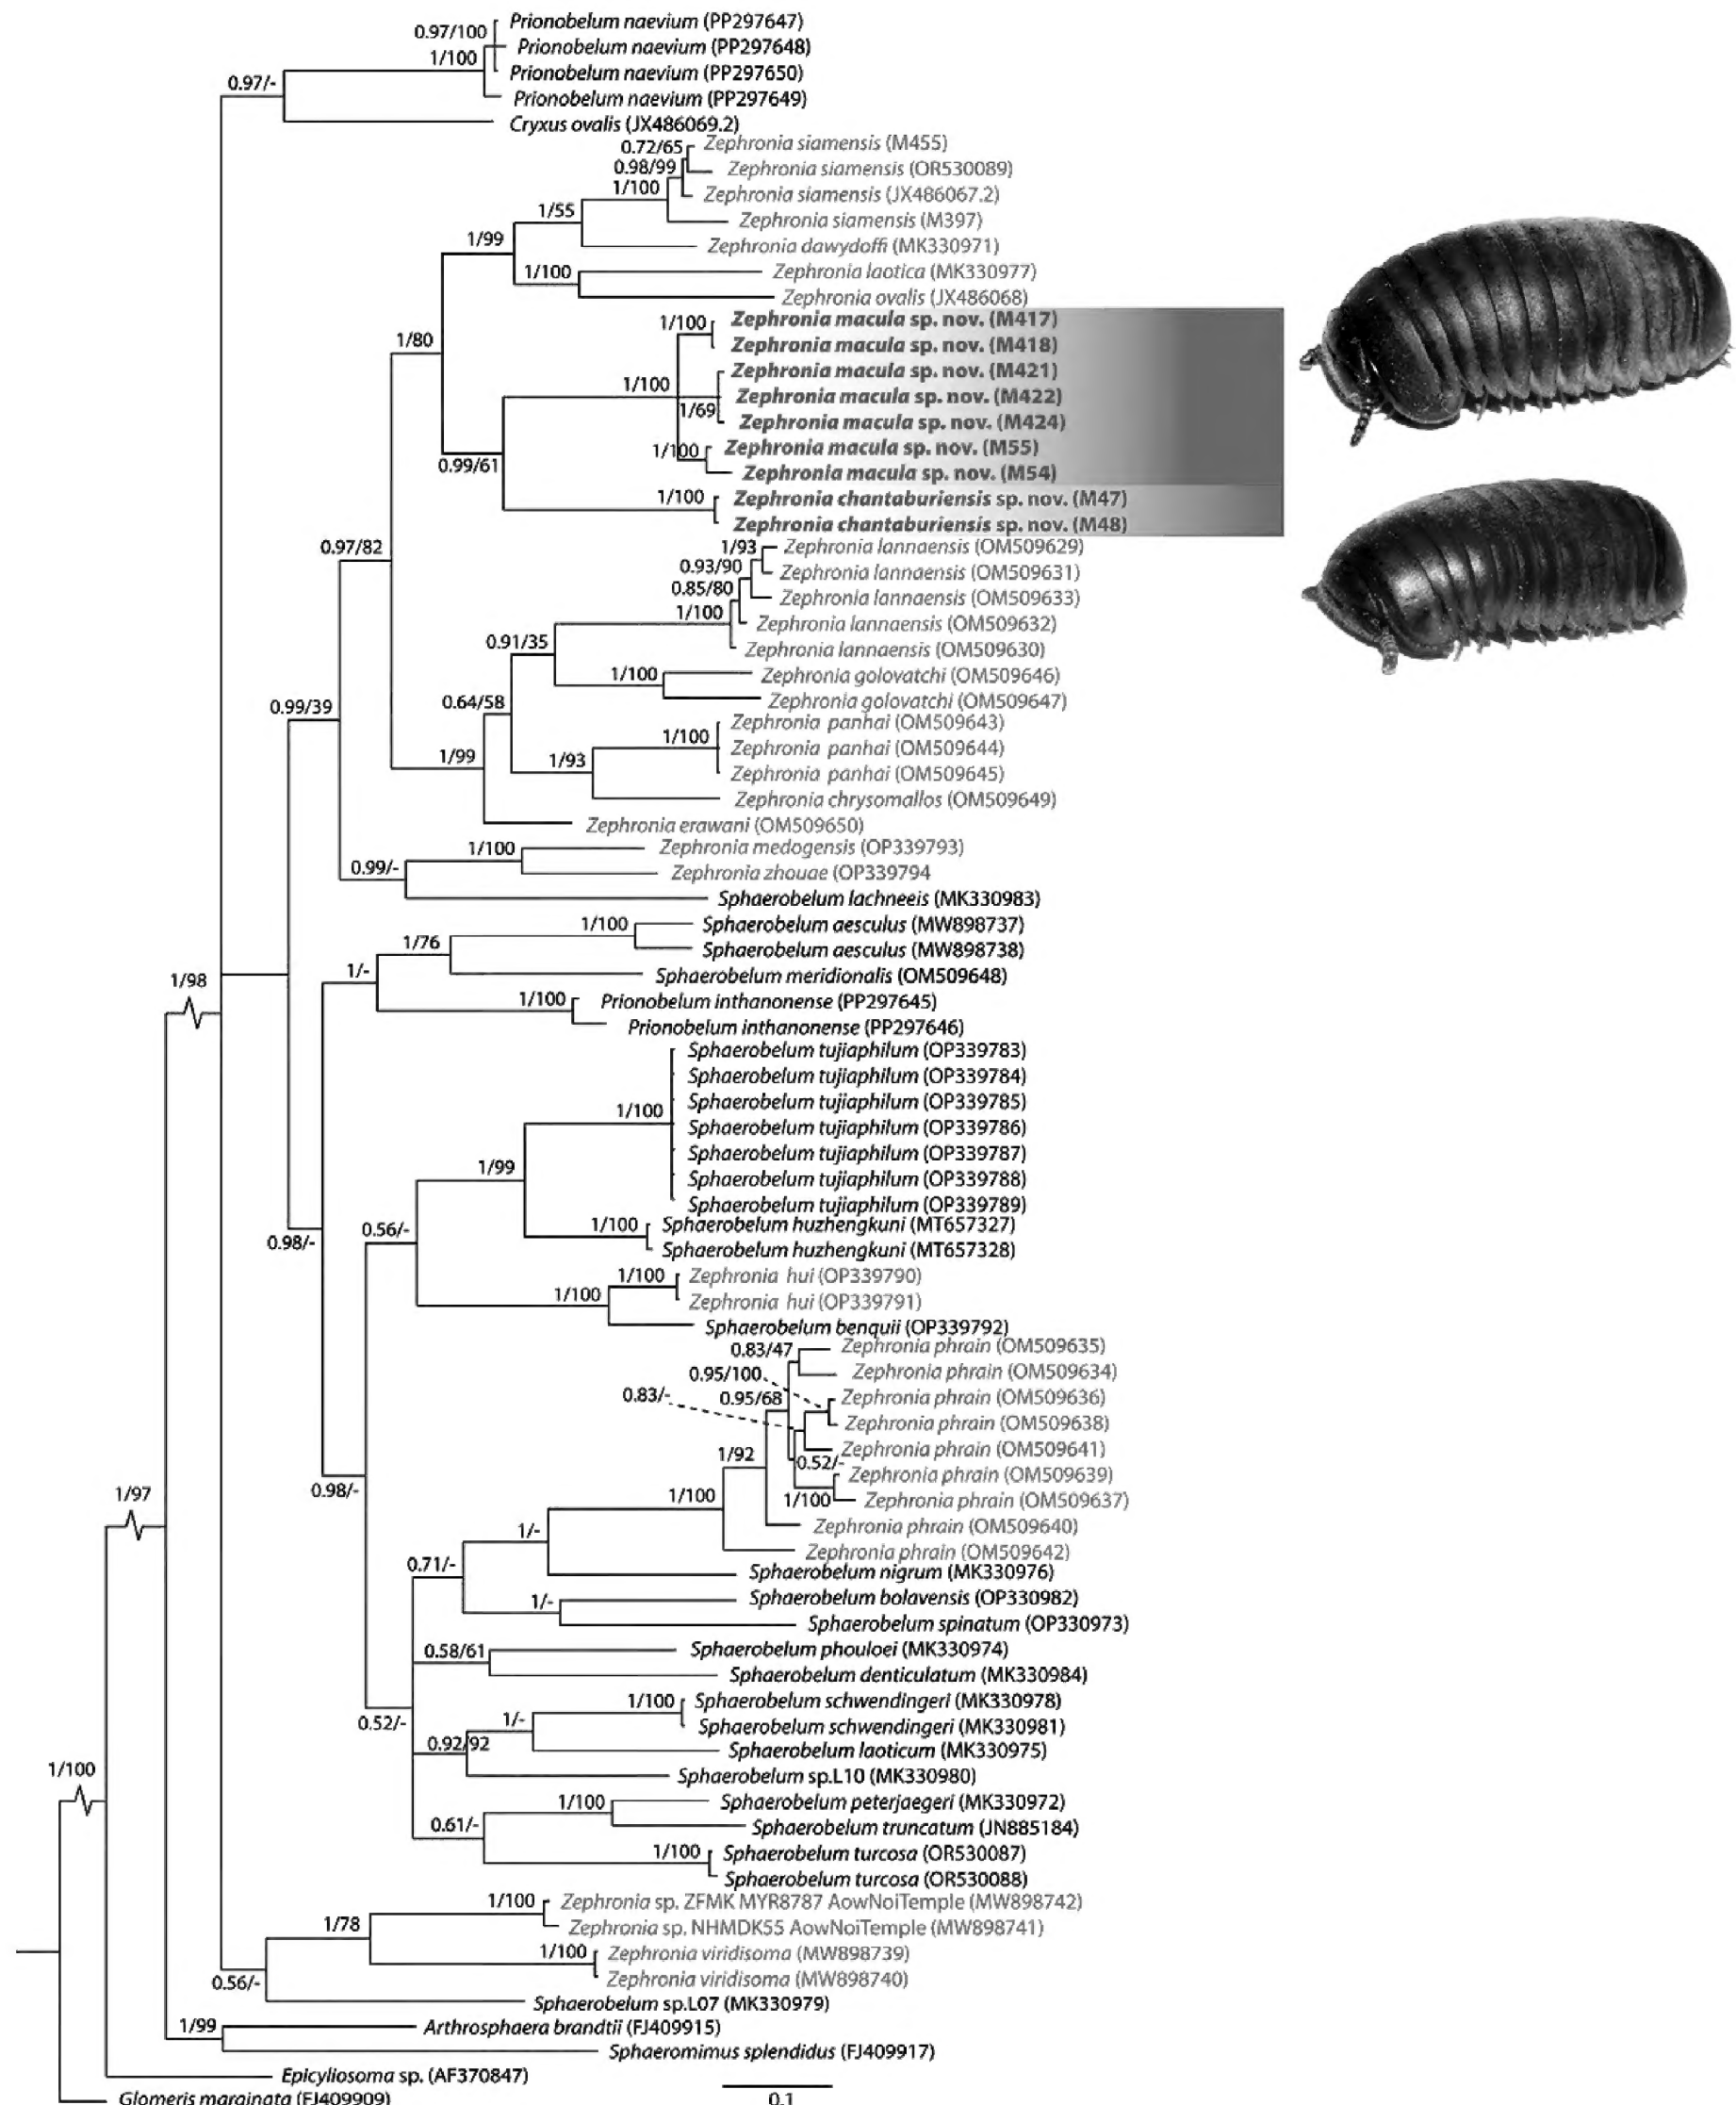 0.97/100
Prionobelum naevium (PP297647)
Prionobelum naevium (PP297648)
1/100
Prionobelum naevium (PP297650)
0.97/-
Prionobelum naevium (PP297649)
Cryxus ovalis (JX486069.2)
0.72/65
Zephronia siamensis (M455)
0.98/99
Zephronia siamensis (OR530089)
1/100
Zephronia siamensis (JX486067.2)
1/55
Zephronia siamensis (M397)
1/99
Zephronia dawydoffi (MK330971)
1/100
Zephronia laotica (MK330977)
Zephronia ovalis (JX486068)
1/100
Zephronia macula sp. nov. (M417)
1/80
Zephronia macula sp. nov. (M418)
1/100
Zephronia macula sp. nov. (M421)
Zephronia macula sp. nov. (M422)
1/69
Zephronia macula sp. nov. (M424)
1/100
Zephronia macula sp. nov. (M55)
0.99/61
Zephronia macula sp. nov. (M54)
1/100
Zephronia chantaburiensis sp. nov. (M47)
Zephronia chantaburiensis sp. nov. (M48)
0.97/82
1/93
Zephronia lannaensis (OM509629)
0.93/90
Zephronia lannaensis (OM509631)
0.85/80
Zephronia lannaensis (OM509633)
1/100
Zephronia lannaensis (OM509632)
0.91/35
Zephronia lannaensis (OM509630)
1/100
Zephronia golovatchi (OM509646)
0.99/39
0.64/58
Zephronia golovatchi (OM509647)
Zephronia panhai (OM509643)
1/100
Zephronia panhai (OM509644)
1/99
1/93
Zephronia panhai (OM509645)
Zephronia chrysomallos (OM509649)
Zephronia erawani (OM509650)
1/100
Zephronia medogensis (OP339793)
0.99/-
Zephronia zhouae (OP339794
Sphaerobelum lachneeis (MK330983)
1/100
Sphaerobelum aesculus (MW898737)
1/76
Sphaerobelum aesculus (MW898738)
1/98
1/-
Sphaerobelum meridionalis (OM509648)
1/100
Prionobelum inthanonense (PP297645)
Prionobelum inthanonense (PP297646)
Sphaerobelum tujiaphilum (OP339783)
Sphaerobelum tujiaphilum (OP339784)
1/100
Sphaerobelum tujiaphilum (OP339785)
Sphaerobelum tujiaphilum (OP339786)
Sphaerobelum tujiaphilum (OP339787)
1/99
Sphaerobelum tujiaphilum (OP339788)
Sphaerobelum tujiaphilum (OP339789)
0.98/-
0.56/-
1/100
Sphaerobelum huzhengkuni (MT657327)
Sphaerobelum huzhengkuni (MT657328)
1/100
Zephronia hui (OP339790)
1/100
Zephronia hui (OP339791)
Sphaerobelum benquii (OP339792)
0.83/47
Zephronia phrain (OM509635)
0.95/100
Zephronia phrain (OM509634)
0.83/-
0.95/68
Zephronia phrain (OM509636)
Zephronia phrain (OM509638)
1/92
Zephronia phrain (OM509641)
0.52/-
Zephronia phrain (OM509639)
1/97
0.98/-
1/100
1/100
Zephronia phrain (OM509637)
1/-
Zephronia phrain (OM509640)
Zephronia phrain (OM509642)
0.71/-
Sphaerobelum nigrum (MK330976)
1/-
Sphaerobelum bolavensis (OP330982)
Sphaerobelum spinatum (OP330973)
0.58/61
Sphaerobelum phouloei (MK330974)
Sphaerobelum denticulatum (MK330984)
1/100
Sphaerobelum schwendingeri (MK330978)
0.52/-
1/-
Sphaerobelum schwendingeri (MK330981)
0.92/92
Sphaerobelum laoticum (MK330975)
1/100
Sphaerobelum sp.L10 (MK330980)
1/100
Sphaerobelum peterjaegeri (MK330972)
0.61/-
Sphaerobelum truncatum (JN885184)
1/100
Sphaerobelum turcosa (OR530087)
Sphaerobelum turcosa (OR530088)
1/100
Zephronia sp. ZFMK MYR8787 AowNoiTemple (MW898742)
1/78
Zephronia sp. NHMDK55 AowNoiTemple (MW898741)
1/100
Zephronia viridisoma (MW898739)
0.56/-
Zephronia viridisoma (MW898740)
Sphaerobelum sp.L07 (MK330979)
1/99
Arthrosphaera brandtii (FJ409915)
Sphaeromimus splendidus (FJ409917)
Epicyliosoma sp. (AF370847)
Glomeris marginata (FJ409909)
0.1